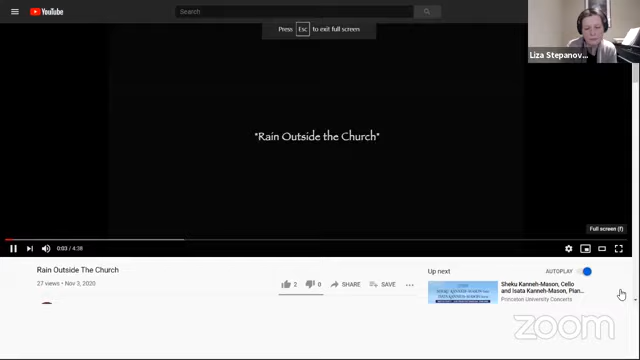 YouTube
Search
Press Esc to exit full screen
Liza Stepanov...
"Rain Outside the Church"
Full screen (f)
0:03 / 4:38
Rain Outside The Church
27 views • Nov 3, 2020
2
0
SHARE
SAVE
Up next
AUTOPLAY
Sheku Kanneh-Mason, Cello
and Isata Kanneh-Mason, Pian...
Princeton University Concerts
zoom